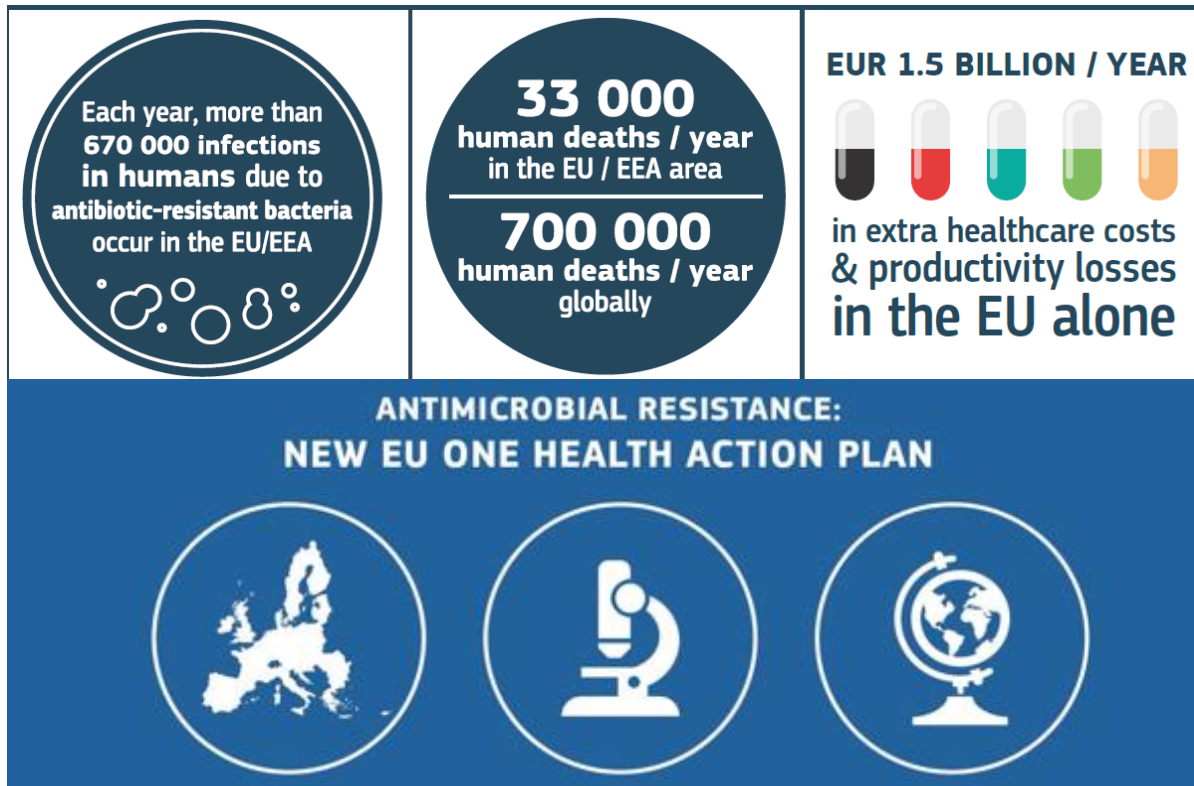 Each year, more than
670 000 infections
in humans due to
antibiotic-resistant bacteria
occur in the EU/EEA
33 000
human deaths / year
in the EU / EEA area
700 000
human deaths / year
globally
EUR 1.5 BILLION / YEAR
in extra healthcare costs
& productivity losses
in the EU alone
ANTIMICROBIAL RESISTANCE:
NEW EU ONE HEALTH ACTION PLAN